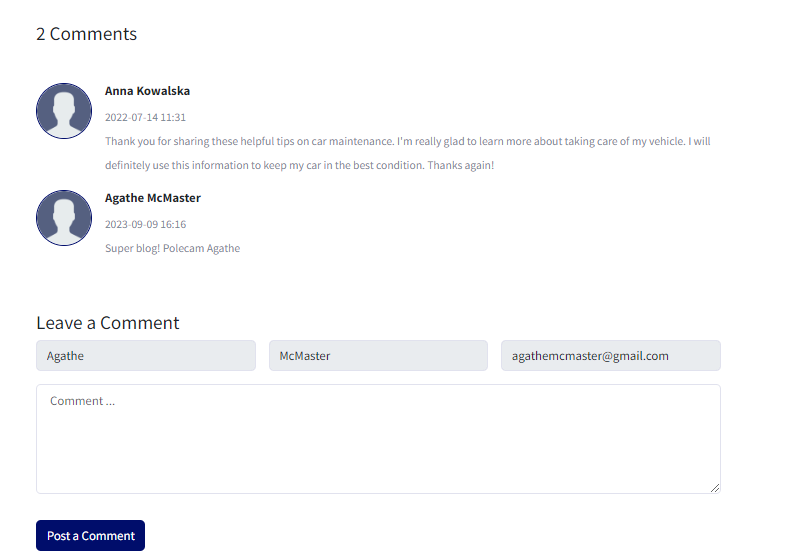 2 Comments
Anna Kowalska
2022-07-14 11:31
Thank you for sharing these helpful tips on car maintenance. I'm really glad to learn more about taking care of my vehicle. I will
definitely use this information to keep my car in the best condition. Thanks again!
Agathe McMaster
2023-09-09 16:16
Super blog! Polecam Agathe
Leave a Comment
Agathe McMaster agathemcmaster@gmail.com
Comment ...
Post a Comment